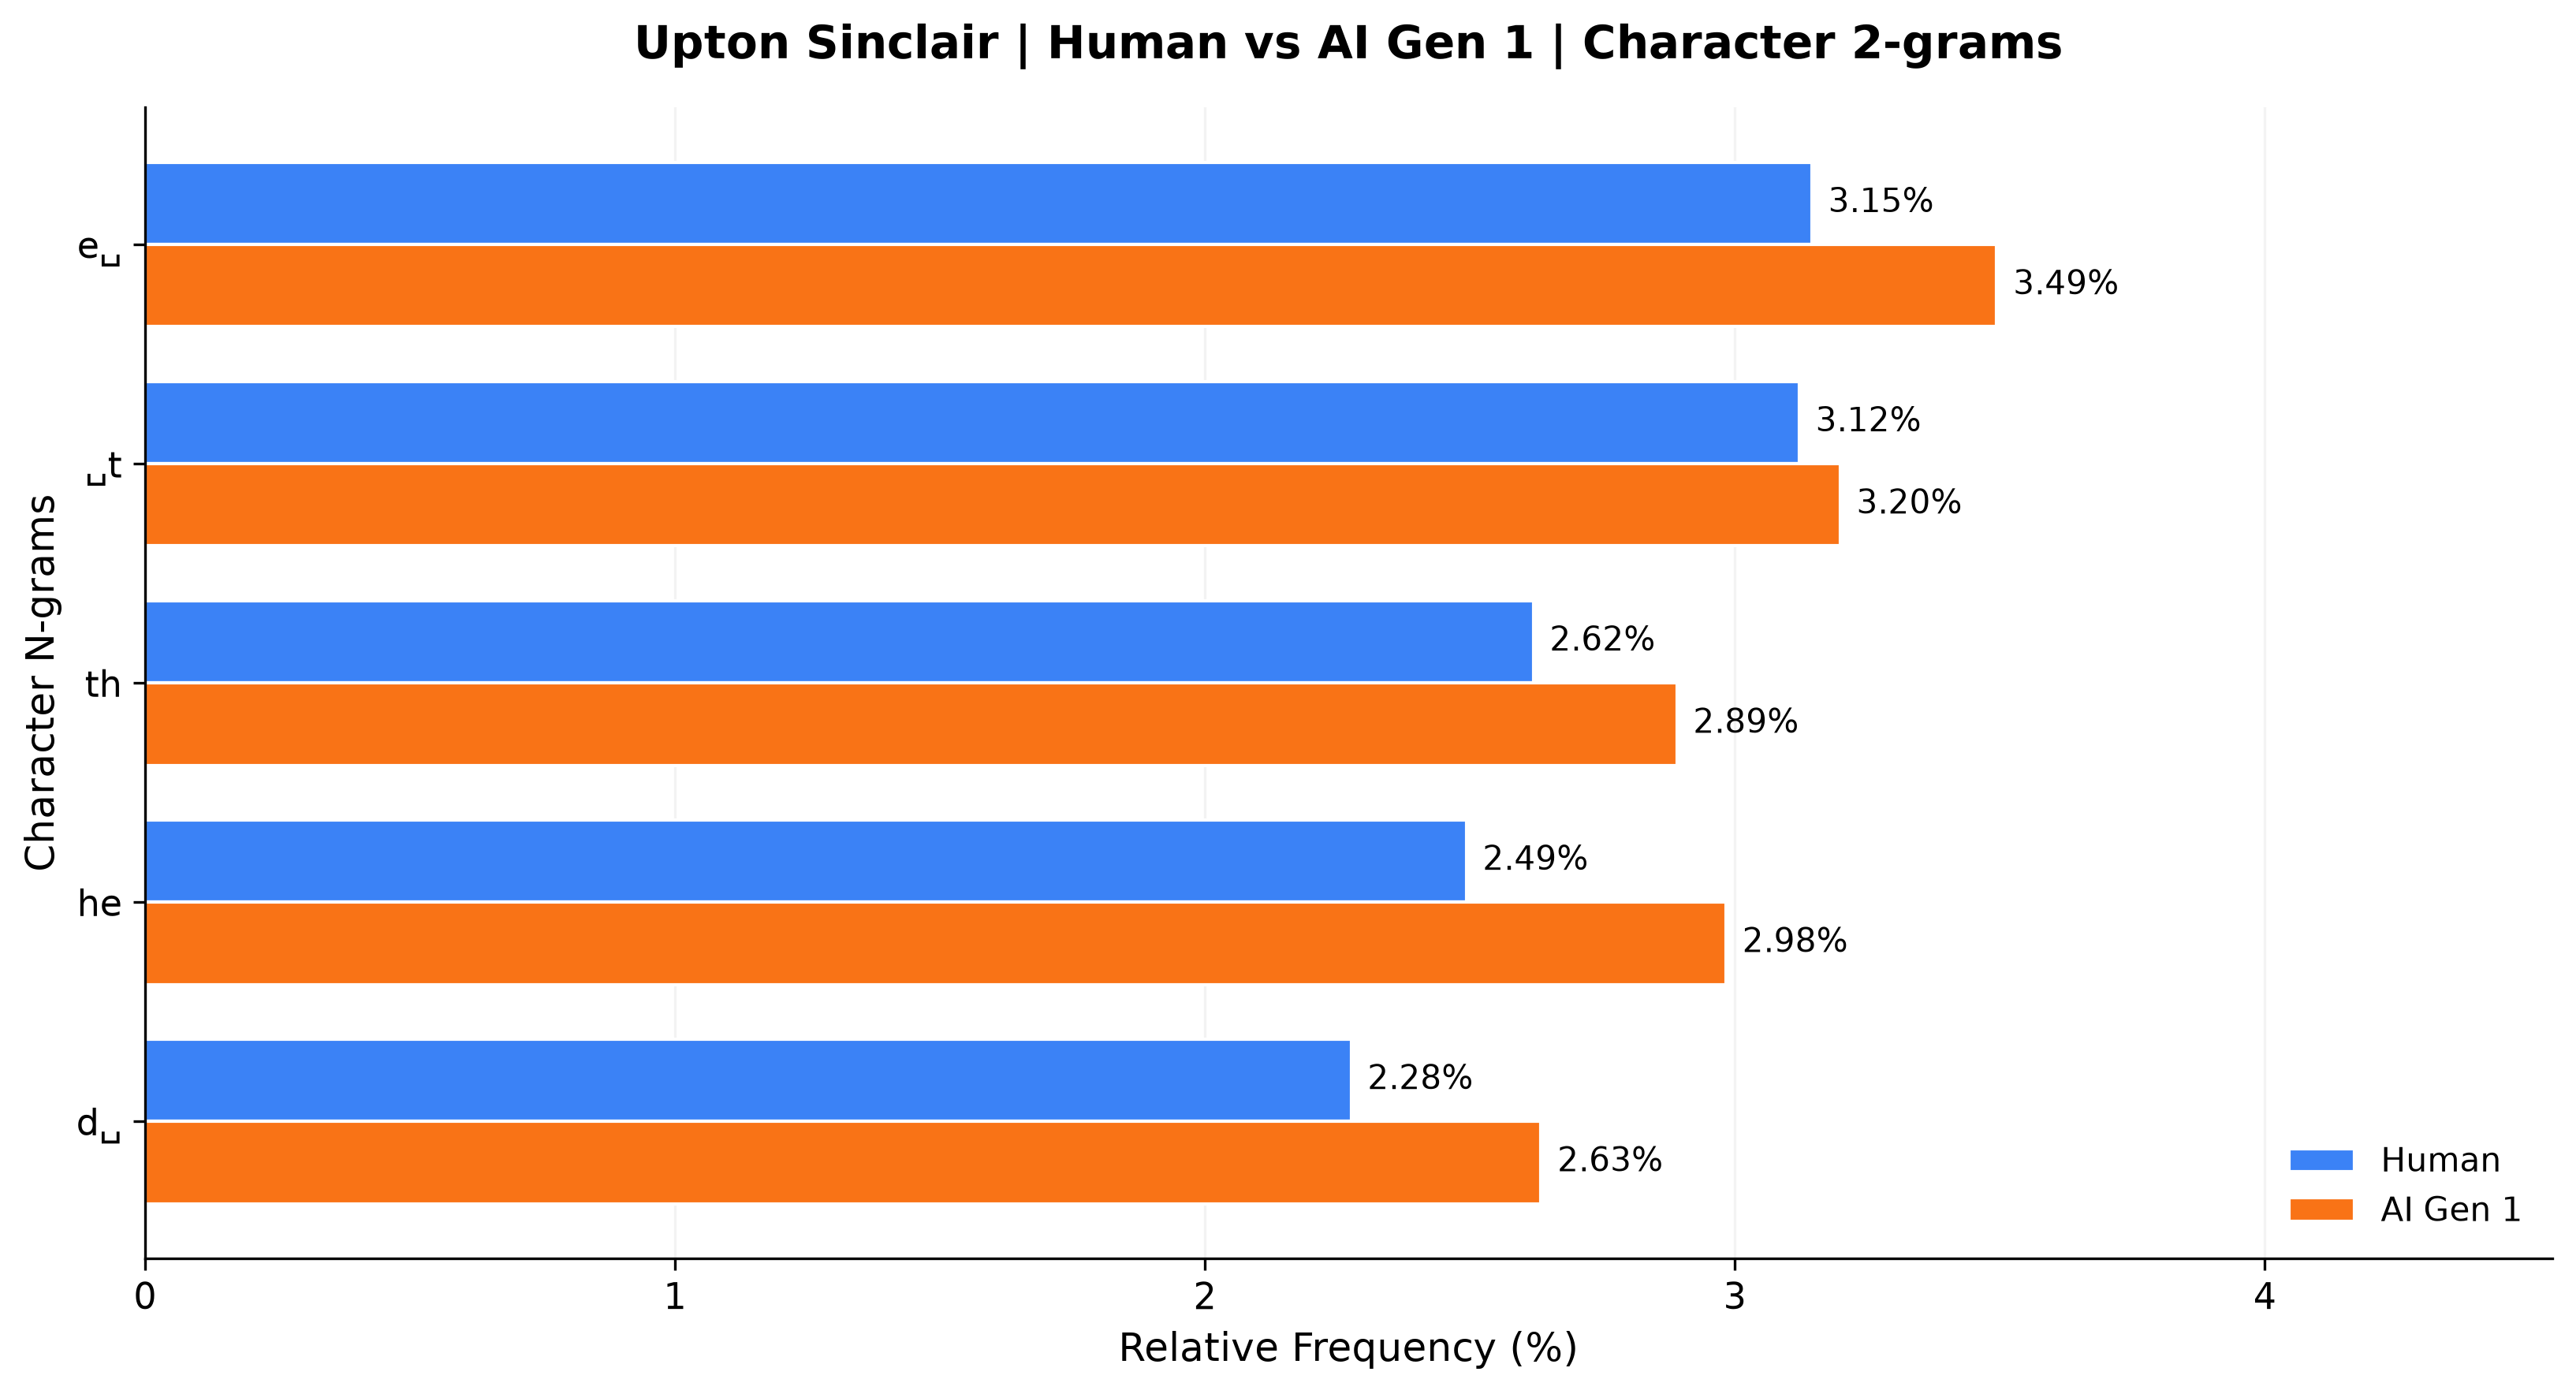 Upton Sinclair | Human vs AI Gen 1 | Character 2-grams
Character N-grams
e␣
3.15%
3.49%
␣t
3.12%
3.20%
th
2.62%
2.89%
he
2.49%
2.98%
d␣
2.28%
2.63%
Human
AI Gen 1
0 1 2 3 4
Relative Frequency (%)